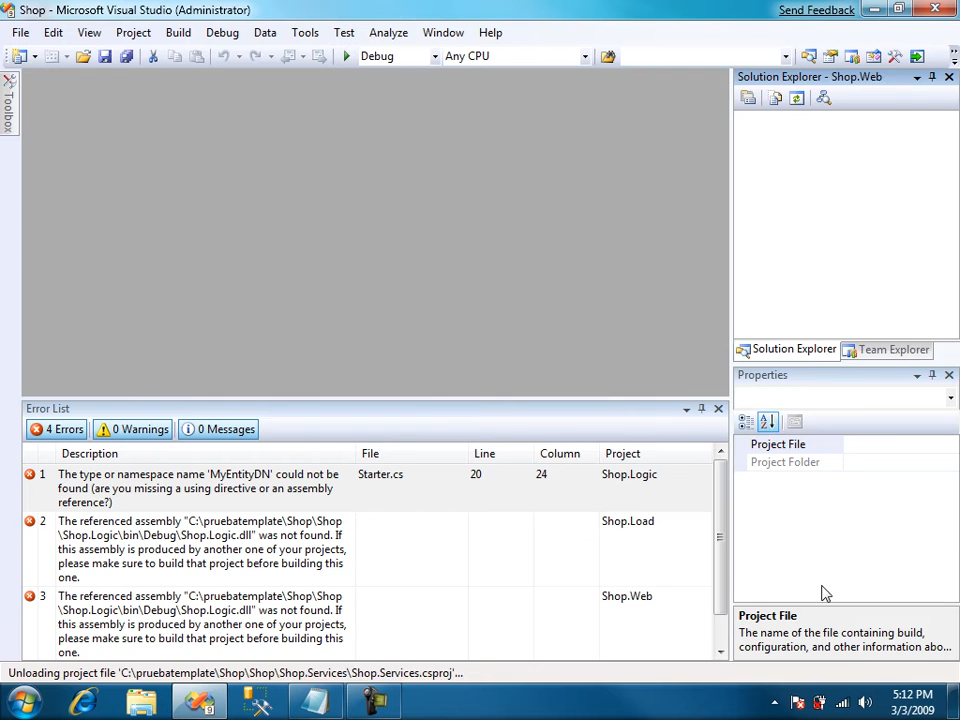 Shop - Microsoft Visual Studio (Administrator)
Send Feedback
File Edit View Project Build Debug Data Tools Test Analyze Window Help
Debug Any CPU
Toolbox
Solution Explorer - Shop.Web
Solution Explorer Team Explorer
Properties
Project File
Project Folder
Project File
The name of the file containing build,
configuration, and other information abo...
Error List
4 Errors 0 Warnings 0 Messages
Description File Line Column Project
1 The type or namespace name 'MyEntityDN' could not be Starter.cs 20 24 Shop.Logic
found (are you missing a using directive or an assembly
reference?)
2 The referenced assembly "C:\pruebatemplate\Shop\Shop Shop.Load
\Shop.Logic\bin\Debug\Shop.Logic.dll" was not found. If
this assembly is produced by another one of your projects,
please make sure to build that project before building this
one.
3 The referenced assembly "C:\pruebatemplate\Shop\Shop Shop.Web
\Shop.Logic\bin\Debug\Shop.Logic.dll" was not found. If
this assembly is produced by another one of your projects,
please make sure to build that project before building this
one.
Unloading project file 'C:\pruebatemplate\Shop\Shop\Shop.Services\Shop.Services.csproj'...
5:12 PM
3/3/2009